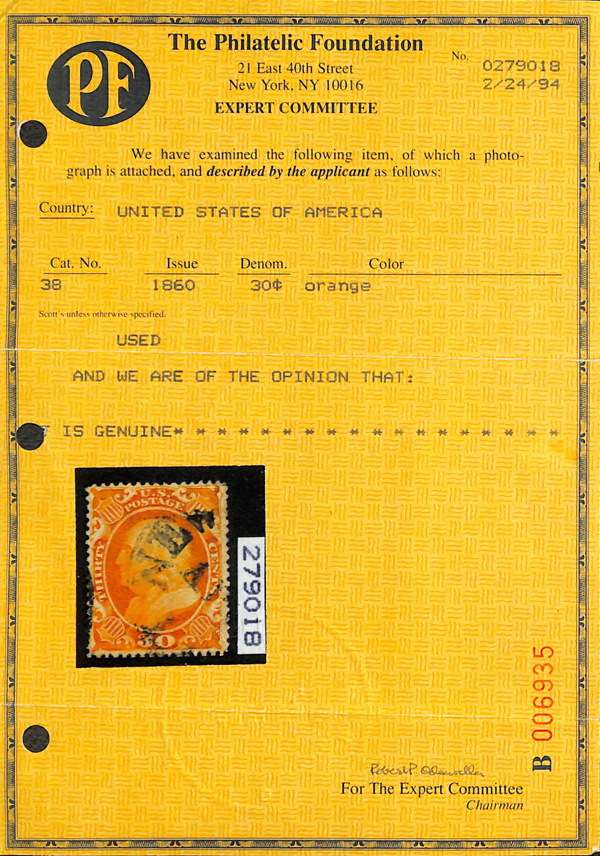 PF
The Philatelic Foundation
21 East 40th Street
New York, NY 10016
EXPERT COMMITTEE
No. 0279018
2/24/94
We have examined the following item, of which a photo-
graph is attached, and described by the applicant as follows:
Country: UNITED STATES OF AMERICA
Cat. No. Issue Denom. Color
38 1860 30¢ orange
Scott's unless otherwise specified.
USED
AND WE ARE OF THE OPINION THAT:
IS GENUINE* * * * * * * * * * * * * * * * * * *
U.S.
POSTAGE
THIRTY
CENTS
30
279018
B 006935
For The Expert Committee
Chairman